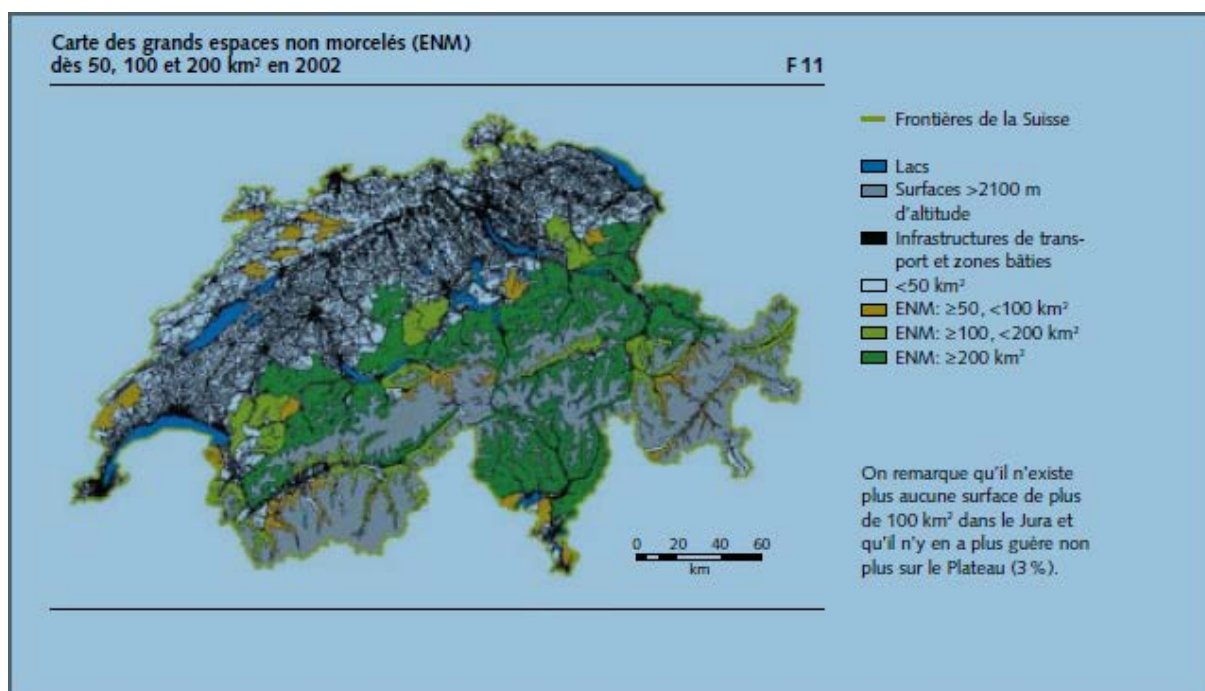 Carte des grands espaces non morcelés (ENM)
dès 50, 100 et 200 km² en 2002
F 11
Frontières de la Suisse
Lacs
Surfaces >2100 m
d'altitude
Infrastructures de trans-
port et zones bâties
<50 km²
ENM: ≥50, <100 km²
ENM: ≥100, <200 km²
ENM: ≥200 km²
On remarque qu'il n'existe
plus aucune surface de plus
de 100 km² dans le Jura et
qu'il n'y en a plus guère non
plus sur le Plateau (3 %).
0 20 40 60
km